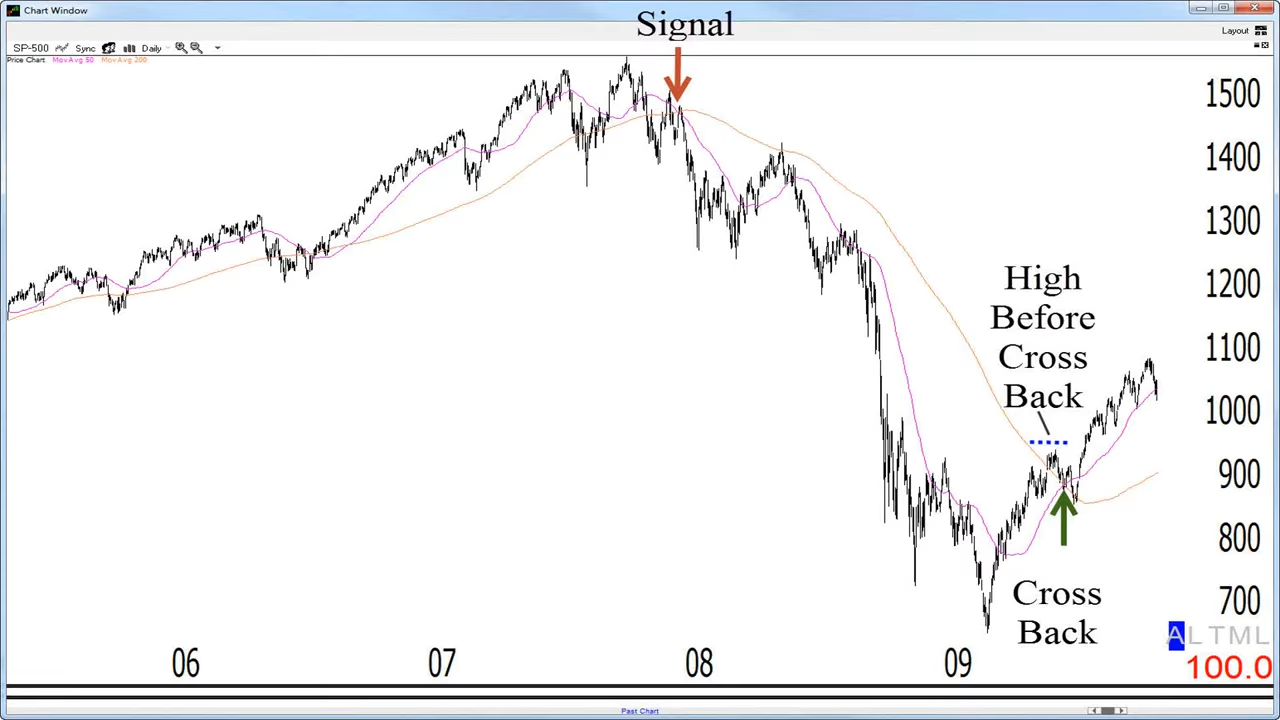 Chart Window
Signal
Layout
SP-500 Sync Daily
Price Chart MovAvg 50 MovAvg 200
1500
1400
1300
1200
High
Before
Cross
Back
1100
1000
900
800
700
Cross
Back
ALTML
100.0
06 07 08 09
Past Chart